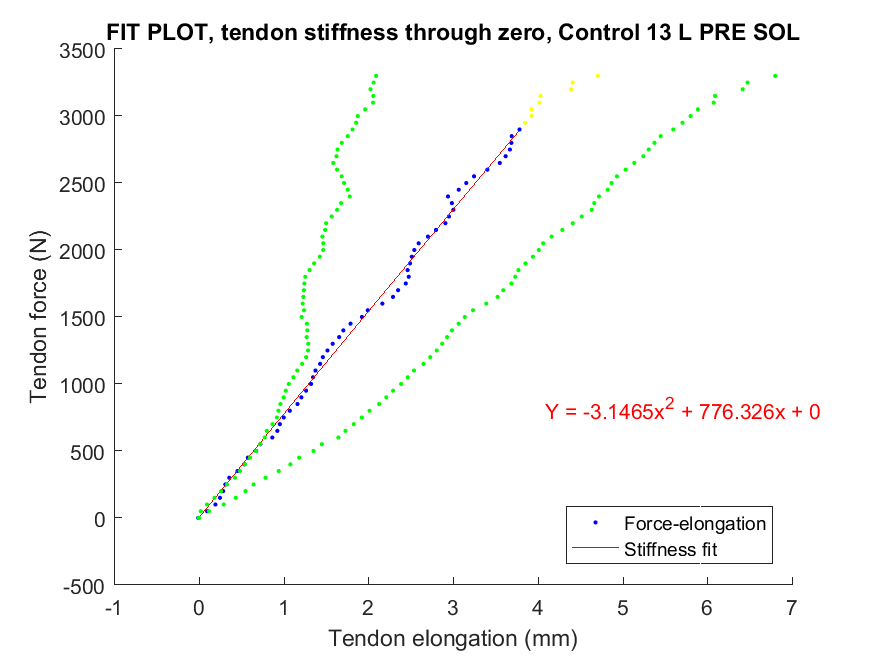 FIT PLOT, tendon stiffness through zero, Control 13 L PRE SOL
3500
3000
2500
2000
1500
1000
500
0
-500
Tendon force (N)
Y = -3.1465x² + 776.326x + 0
Force-elongation
Stiffness fit
-1 0 1 2 3 4 5 6 7
Tendon elongation (mm)